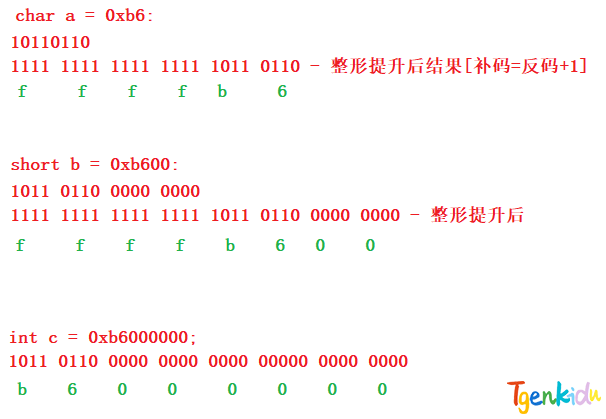 char a = 0xb6:
10110110
1111 1111 1111 1111 1011 0110 - 整形提升后结果[补码=反码+1]
f f f f b 6
short b = 0xb600:
1011 0110 0000 0000
1111 1111 1111 1111 1011 0110 0000 0000 - 整形提升后
f f f f b 6 0 0
int c = 0xb6000000;
1011 0110 0000 0000 0000 00000 0000 0000
b 6 0 0 0 0 0 0
Tgenkidu